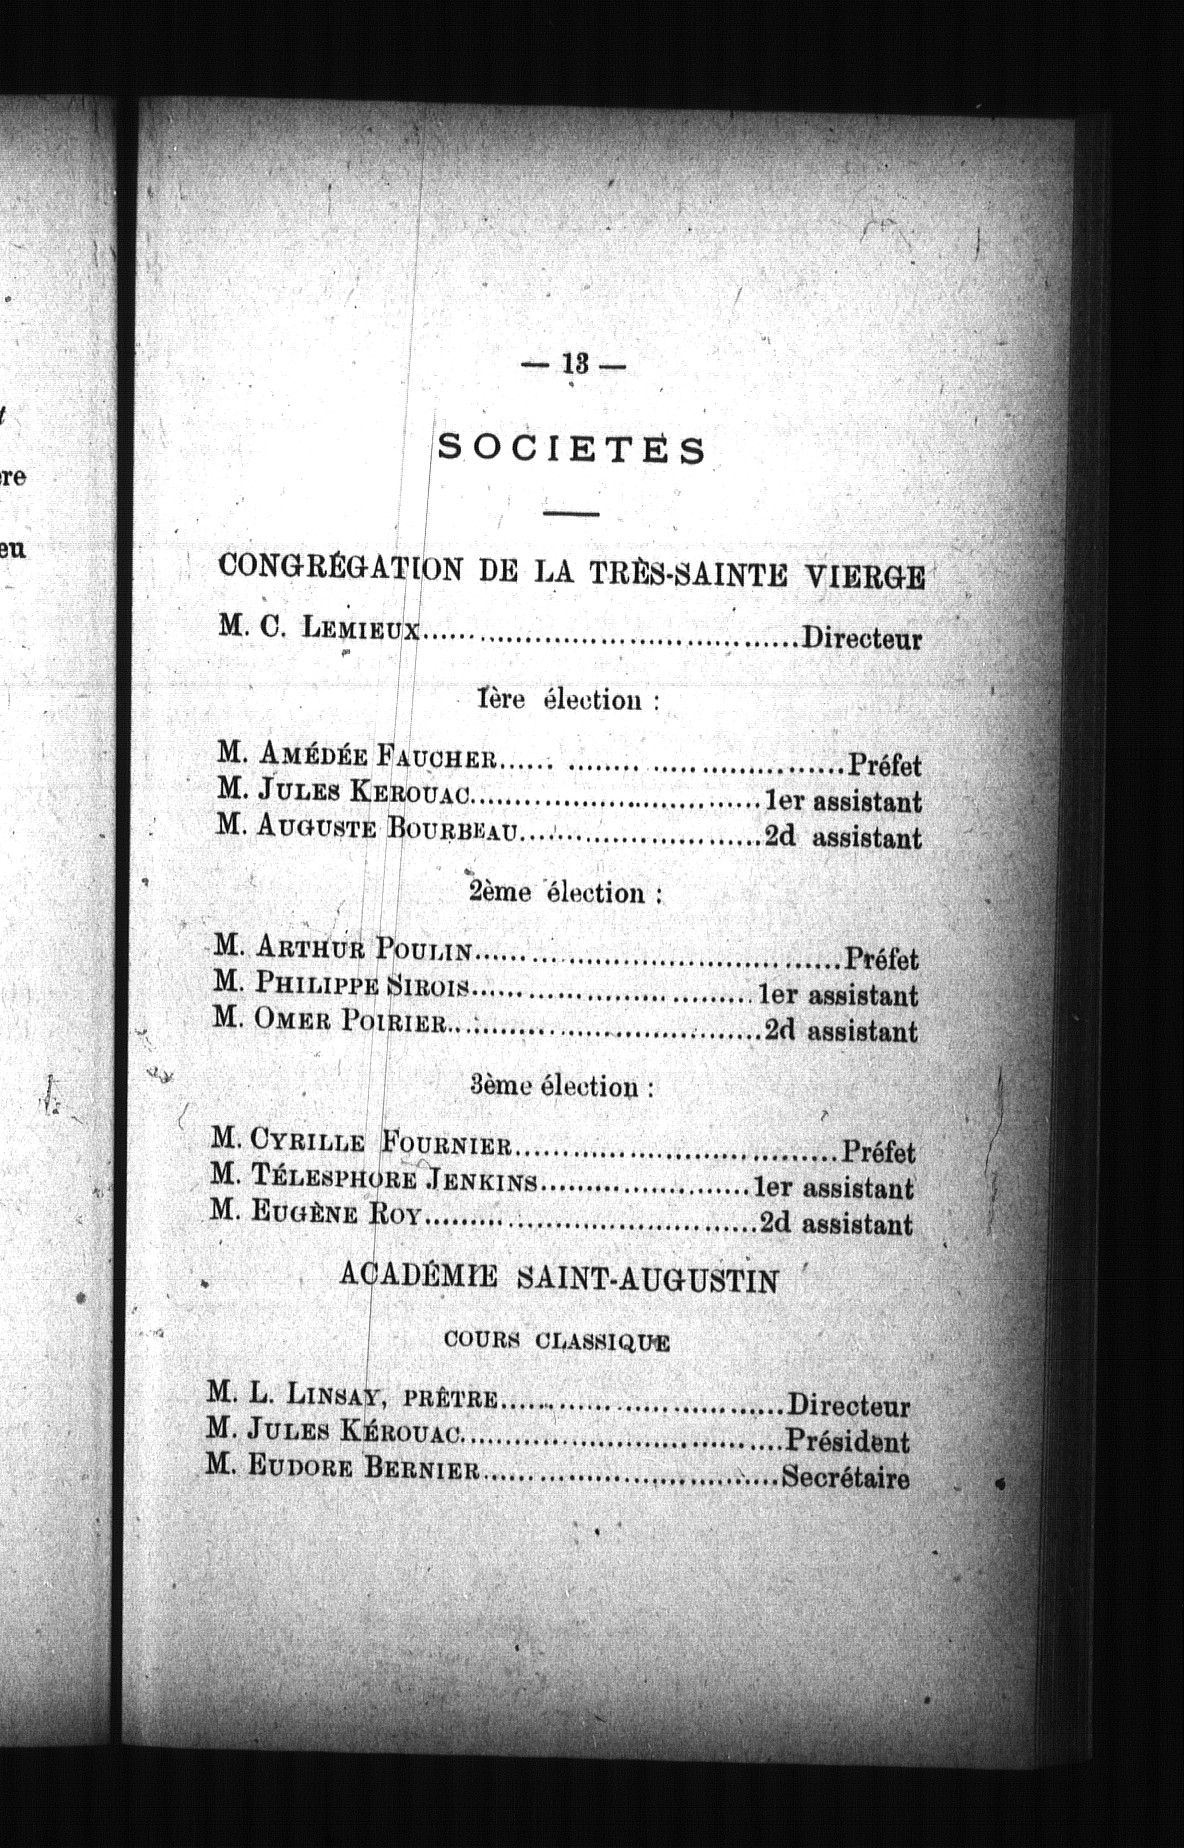 — 13 —
SOCIETÉS
CONGRÉGATION DE LA TRÈS-SAINTE VIERGE
M. C. LEMIEUX........................................Directeur
1ère élection :
M. AMÉDÉE FAUCHER........................................Préfet
M. JULES KEROUAC................................1er assistant
M. AUGUSTE BOURBEAU..........................2d assistant
2ème élection :
M. ARTHUR POULIN........................................Préfet
M. PHILIPPE SIROIS...............................1er assistant
M. OMER POIRIER..................................2d assistant
3ème élection :
M. CYRILLE FOURNIER...................................Préfet
M. TÉLESPHORE JENKINS.......................1er assistant
M. EUGÈNE ROY....................................2d assistant
ACADÉMIE SAINT-AUGUSTIN
COURS CLASSIQUE
M. L. LINSAY, PRÊTRE...............................Directeur
M. JULES KÉROUAC...................................Président
M. EUDORE BERNIER................................Secrétaire